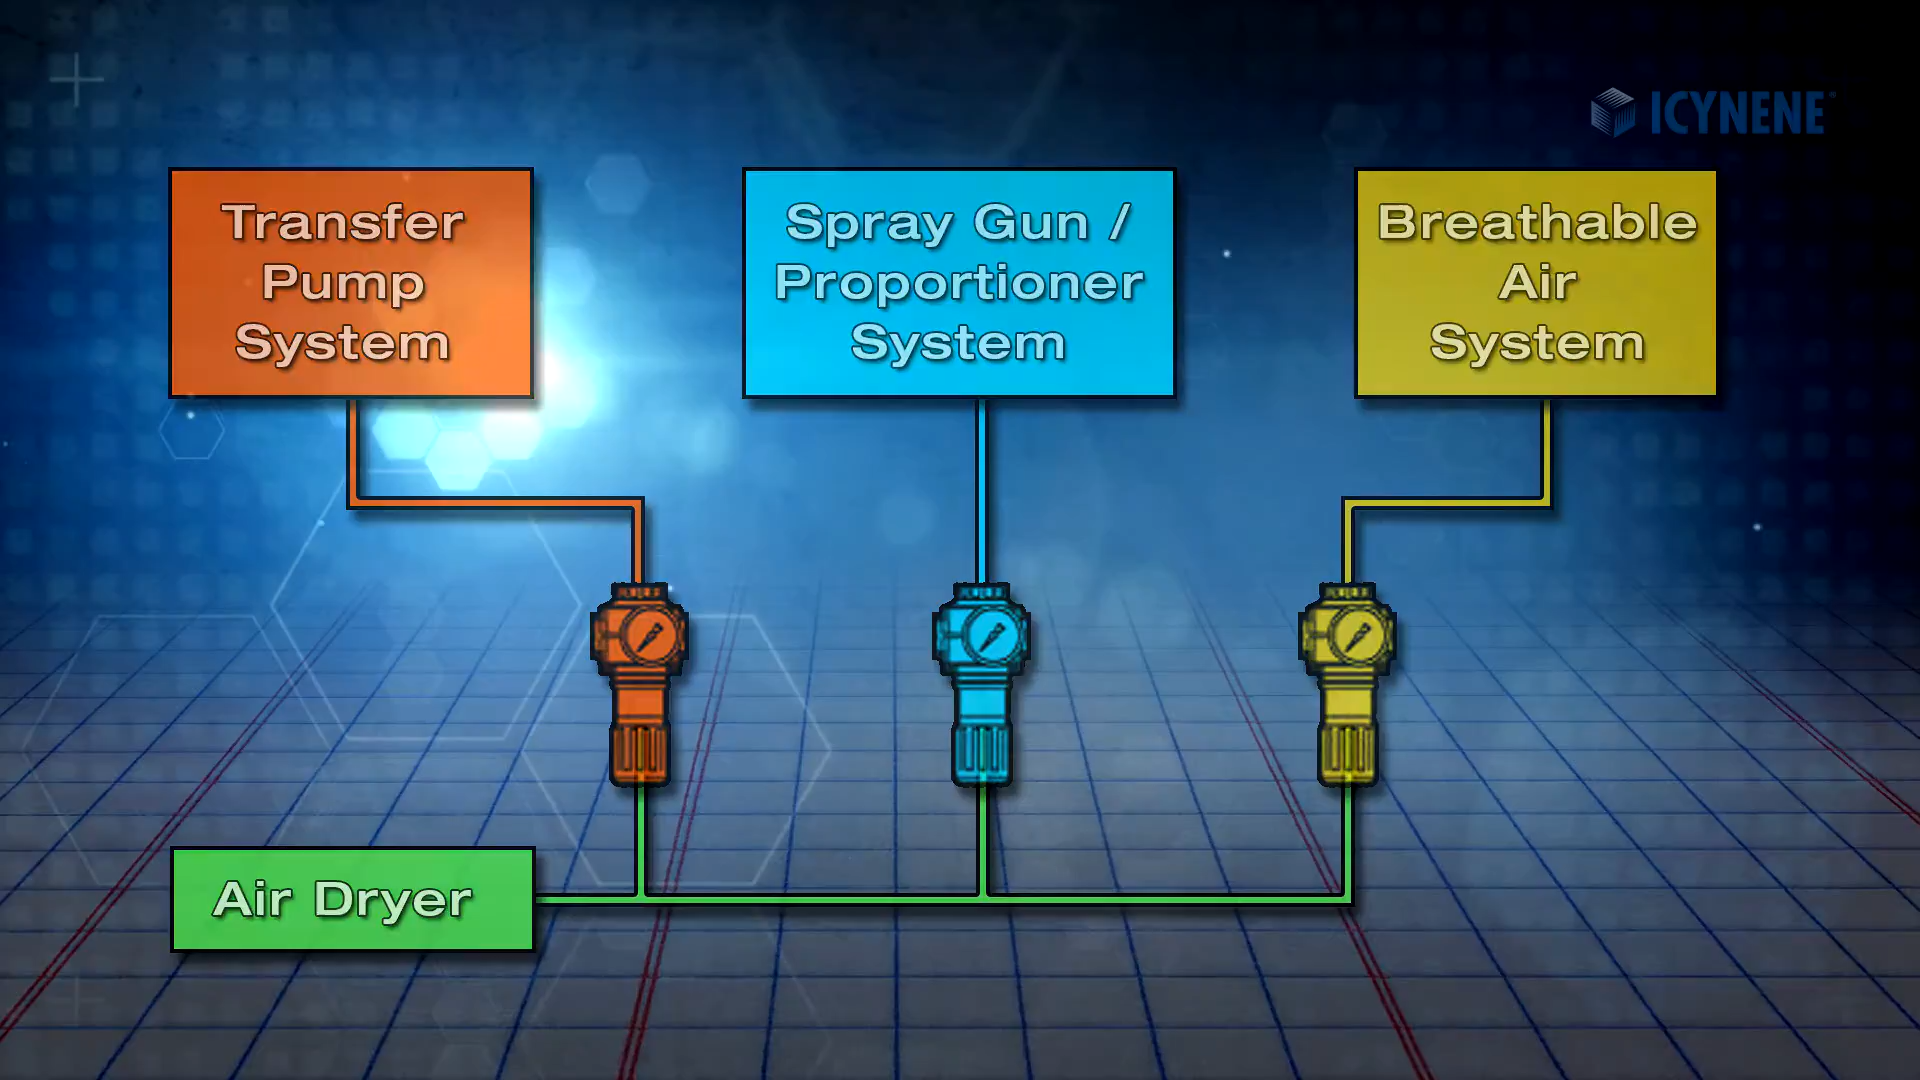 ICYNENE
Transfer
Pump
System
Spray Gun /
Proportioner
System
Breathable
Air
System
Air Dryer